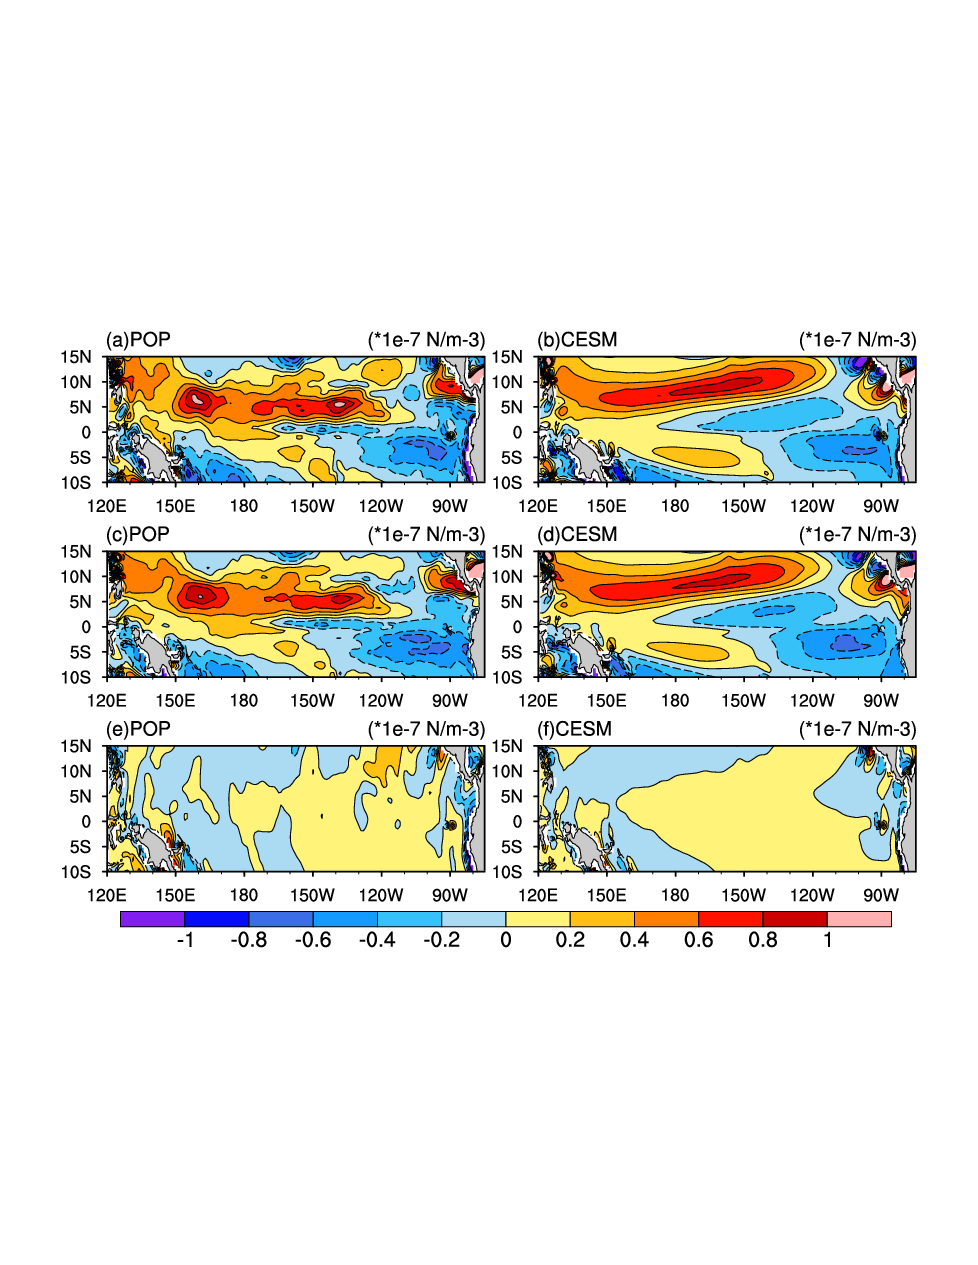 (a)POP (*1e-7 N/m-3) (b)CESM (*1e-7 N/m-3)
15N 15N
10N 10N
5N 5N
0 0
5S 5S
10S 10S
120E 150E 180 150W 120W 90W 120E 150E 180 150W 120W 90W
(c)POP (*1e-7 N/m-3) (d)CESM (*1e-7 N/m-3)
15N 15N
10N 10N
5N 5N
0 0
5S 5S
10S 10S
120E 150E 180 150W 120W 90W 120E 150E 180 150W 120W 90W
(e)POP (*1e-7 N/m-3) (f)CESM (*1e-7 N/m-3)
15N 15N
10N 10N
5N 5N
0 0
5S 5S
10S 10S
120E 150E 180 150W 120W 90W 120E 150E 180 150W 120W 90W
-1 -0.8 -0.6 -0.4 -0.2 0 0.2 0.4 0.6 0.8 1